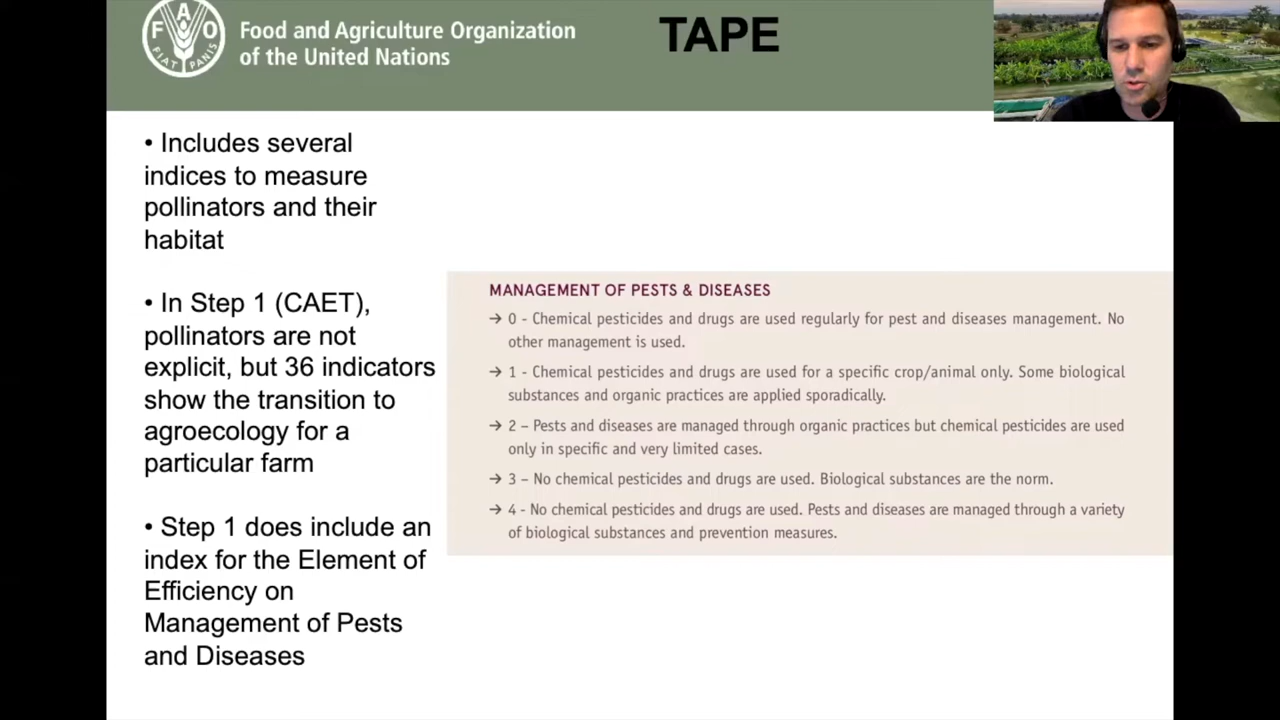 FAO
FIAT PANIS
Food and Agriculture Organization
of the United Nations
TAPE
• Includes several
indices to measure
pollinators and their
habitat
• In Step 1 (CAET),
pollinators are not
explicit, but 36 indicators
show the transition to
agroecology for a
particular farm
• Step 1 does include an
index for the Element of
Efficiency on
Management of Pests
and Diseases
MANAGEMENT OF PESTS & DISEASES
→ 0 - Chemical pesticides and drugs are used regularly for pest and diseases management. No
other management is used.
→ 1 - Chemical pesticides and drugs are used for a specific crop/animal only. Some biological
substances and organic practices are applied sporadically.
→ 2 – Pests and diseases are managed through organic practices but chemical pesticides are used
only in specific and very limited cases.
→ 3 – No chemical pesticides and drugs are used. Biological substances are the norm.
→ 4 - No chemical pesticides and drugs are used. Pests and diseases are managed through a variety
of biological substances and prevention measures.